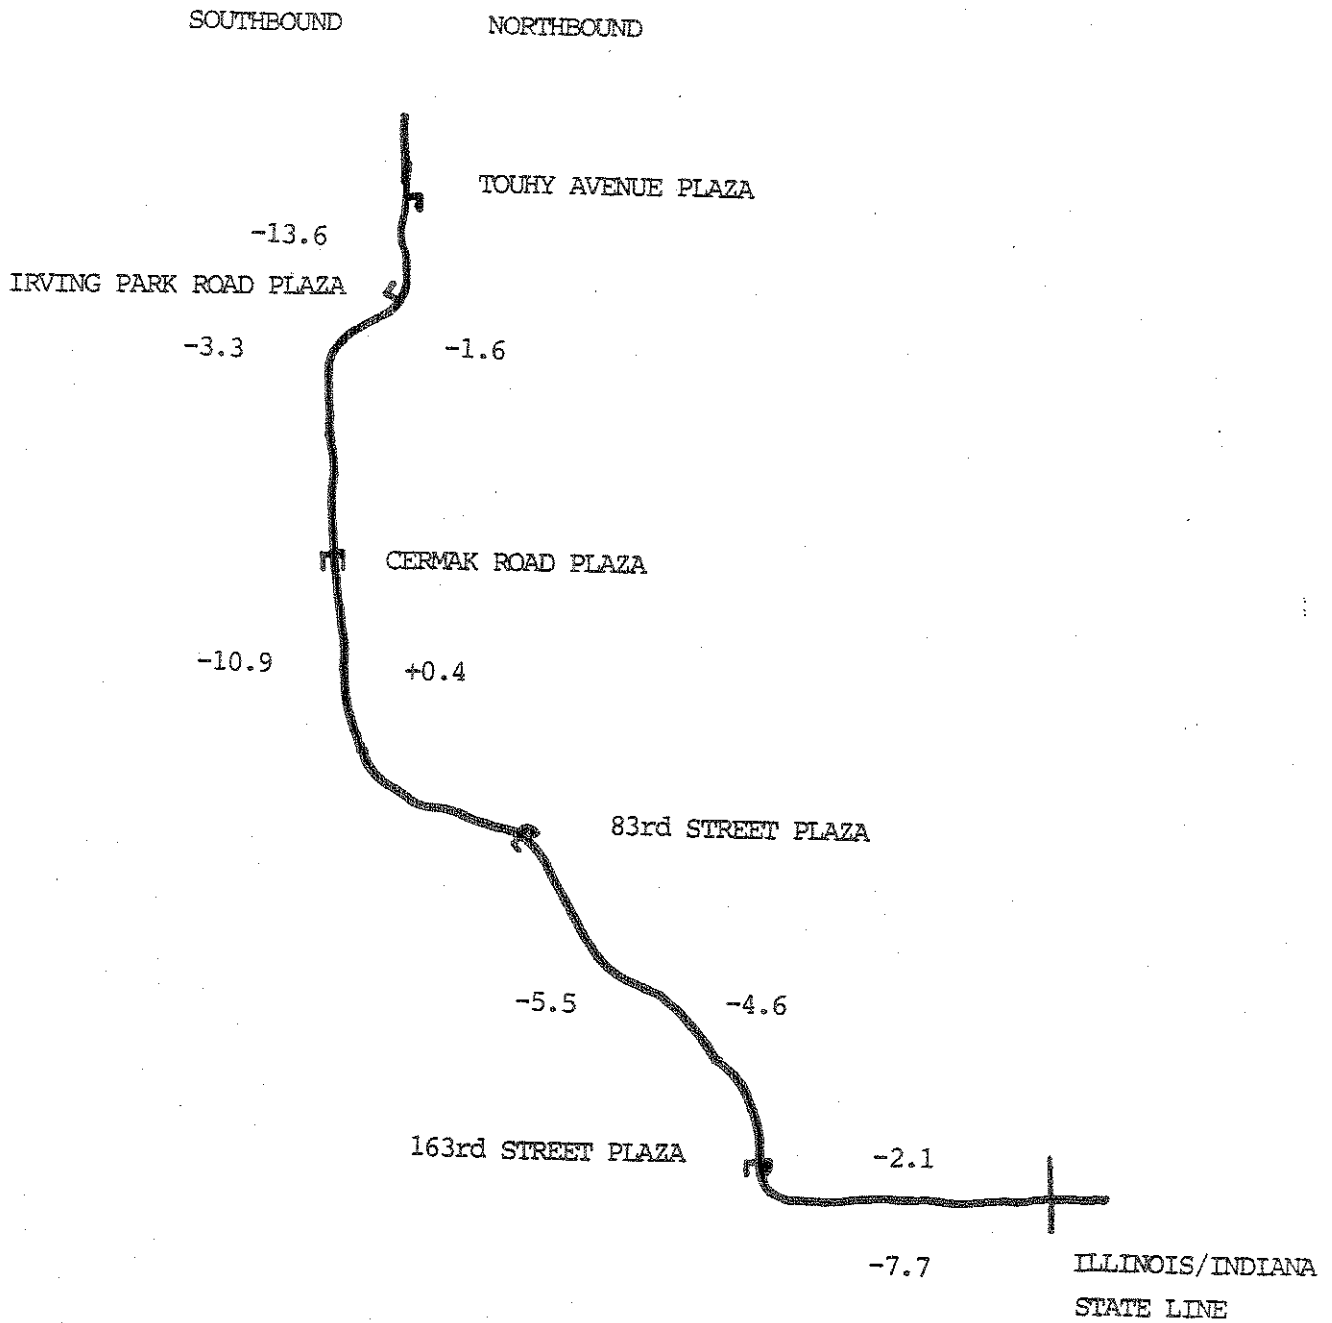 SOUTHBOUND NORTHBOUND
TOUHY AVENUE PLAZA
-13.6
IRVING PARK ROAD PLAZA
-3.3 -1.6
CERMAK ROAD PLAZA
-10.9 +0.4
83rd STREET PLAZA
-5.5 -4.6
163rd STREET PLAZA -2.1
-7.7 ILLINOIS/INDIANA
STATE LINE